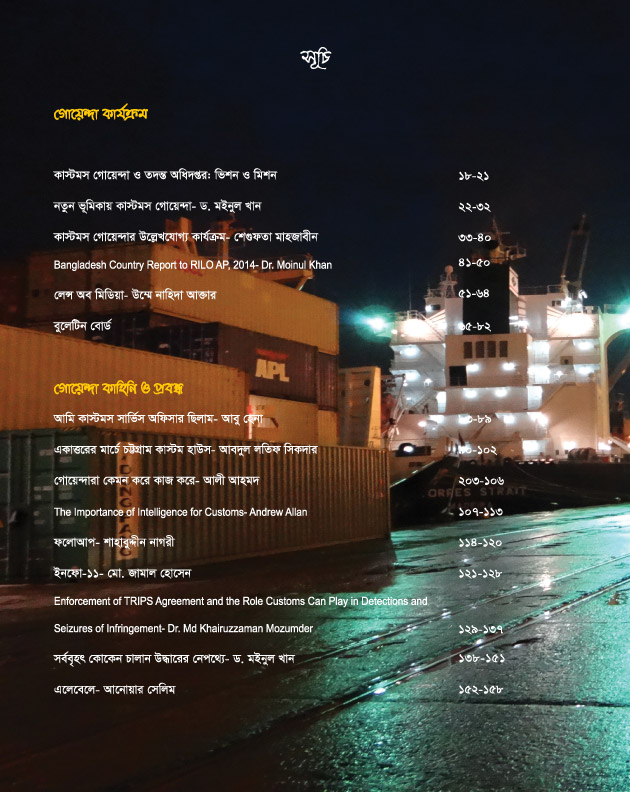 সূচি
গোয়েন্দা কার্যক্রম
কাস্টমস গোয়েন্দা ও তদন্ত অধিদপ্তর: ভিশন ও মিশন ১৮-২১
নতুন ভূমিকায় কাস্টমস গোয়েন্দা- ড. মইনুল খান ২২-৩২
কাস্টমস গোয়েন্দার উল্লেখযোগ্য কার্যক্রম- শেগুফতা মাহজাবীন ৩৩-৪০
Bangladesh Country Report to RILO AP, 2014- Dr. Moinul Khan ৪১-৫০
লেন্স অব মিডিয়া- উম্মে নাহিদা আক্তার ৫১-৬৪
বুলেটিন বোর্ড ৬৫-৮২
APL
গোয়েন্দা কাহিনি ও প্রবন্ধ
আমি কাস্টমস সার্ভিস অফিসার ছিলাম- আবু হেনা ৮৩-৮৯
একাত্তরের মার্চে চট্টগ্রাম কাস্টম হাউস- আবদুল লতিফ সিকদার ৯০-১০২
গোয়েন্দারা কেমন করে কাজ করে- আলী আহমদ ২০৩-১০৬
ORRES STRAIT
The Importance of Intelligence for Customs- Andrew Allan ১০৭-১১৩
ফলোআপ- শাহাবুদ্দীন নাগরী ১১৪-১২০
ইনফো-১১- মো. জামাল হোসেন ১২১-১২৮
Enforcement of TRIPS Agreement and the Role Customs Can Play in Detections and
Seizures of Infringement- Dr. Md Khairuzzaman Mozumder ১২৯-১৩৭
সর্ববৃহৎ কোকেন চালান উদ্ধারের নেপথ্যে- ড. মইনুল খান ১৩৮-১৫১
এলেবেলে- আনোয়ার সেলিম ১৫২-১৫৮